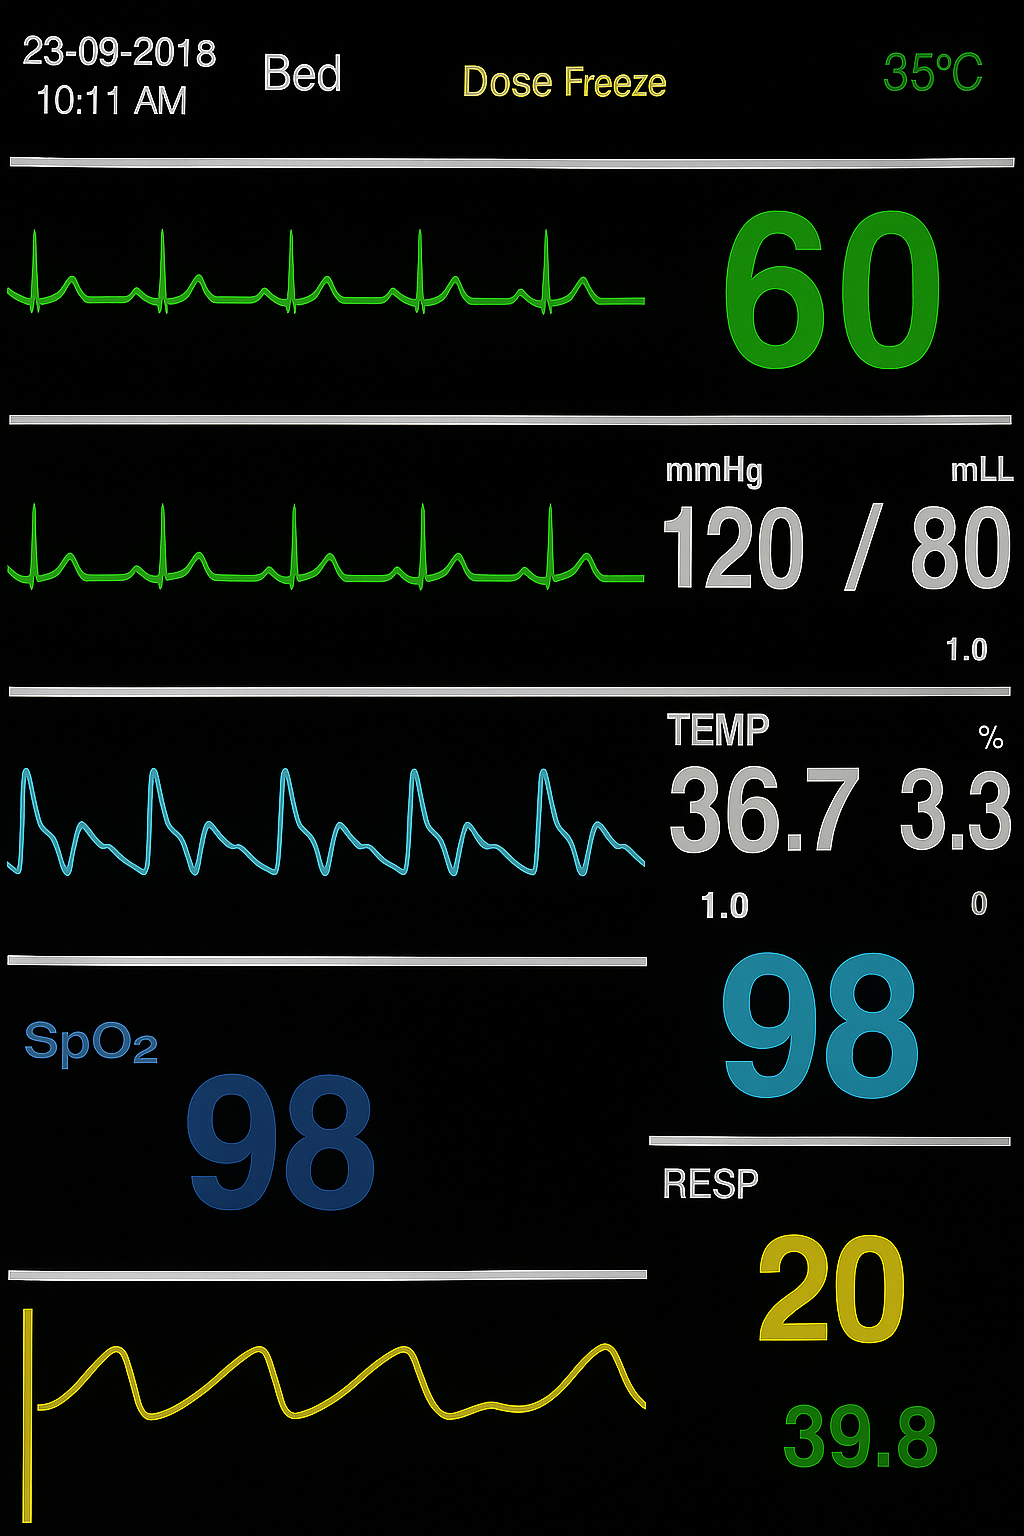 23-09-2018
10:11 AM
Bed
Dose Freeze
35°C
60
mmHg
mLL
120 / 80
1.0
TEMP
%
36.7
3.3
1.0
0
98
SpO₂
98
RESP
20
39.8